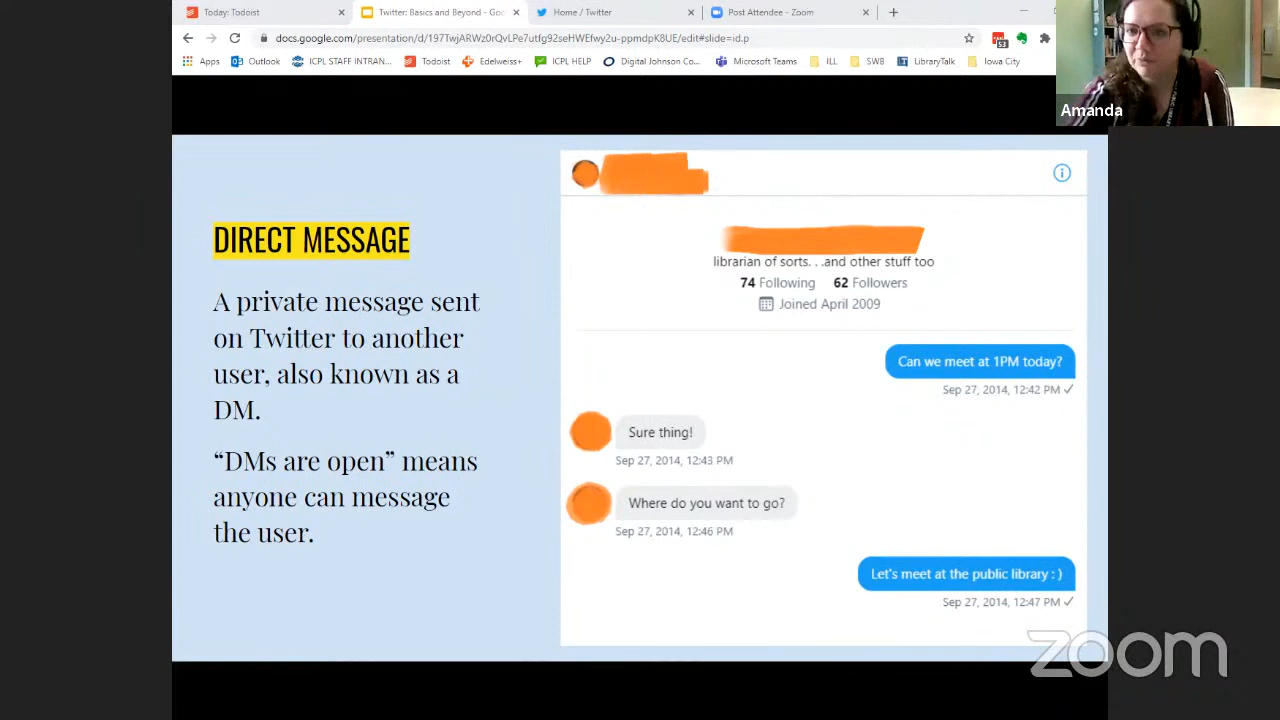 Today: Todoist
Twitter: Basics and Beyond - Goo
Home / Twitter
Post Attendee - Zoom
docs.google.com/presentation/d/197TwjARWz0rQvLPe7utfg92seHWEfwy2u-ppmdpK8UE/edit#slide=id.p
53
Apps
Outlook
ICPL STAFF INTRAN...
Todoist
Edelweiss+
ICPL HELP
Digital Johnson Co...
Microsoft Teams
ILL
SWB
LibraryTalk
Iowa City
Amanda
DIRECT MESSAGE
A private message sent
on Twitter to another
user, also known as a
DM.
“DMs are open” means
anyone can message
the user.
librarian of sorts. . .and other stuff too
74 Following 62 Followers
Joined April 2009
Can we meet at 1PM today?
Sep 27, 2014, 12:42 PM
Sure thing!
Sep 27, 2014, 12:43 PM
Where do you want to go?
Sep 27, 2014, 12:46 PM
Let's meet at the public library : )
Sep 27, 2014, 12:47 PM
zoom